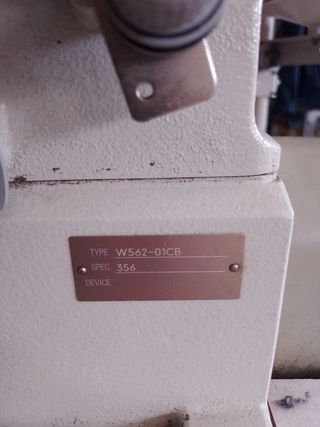 TYPE W562-01CB
SPEC. 356
DEVICE